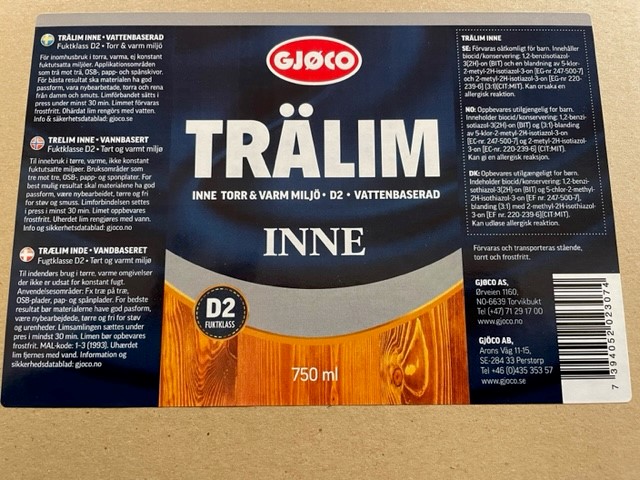 TRÄLIM INNE • VATTENBASERAD
Fuktklass D2 • Torr & varm miljö
För inomhusbruk i torra, varma, ej konstant
fuktutsatta miljöer. Applikationsområden
som trä mot trä, OSB-, papp- och spånskivor.
För bästa resultat ska materialen ha god
passform, vara nybearbetade, torra och rena
från damm och smuts. Limförbandet sätts i
press under minst 30 min. Limmet förvaras
frostfritt. Ohärdat lim rengörs med vatten.
Info & säkerhetsdatablad: gjoco.se
TRELIM INNE • VANNBASERT
Fuktklasse D2 • Tørt og varmt miljø
Til innebruk i tørre, varme, ikke konstant
fuktutsatte miljøer. Bruksområder som
tre mot tre, OSB-, papp- og sponplater. For
best mulig resultat skal materialene ha god
passform, være nybearbeidet, tørre og fri
for støv og smuss. Limforbindelsen settes
i press i minst 30 min. Limet oppbevares
frostfritt. Uherdet lim rengjøres med vann.
Info og sikkerhetsdatablad: gjoco.no
TRÆLIM INDE • VANDBASERET
Fugtklasse D2 • Tørt og varmt miljø
Til indendørs brug i tørre, varme omgivelser
der ikke er udsat for konstant fugt.
Anvendelsesområder: Fx træ på træ,
OSB-plader, pap- og spånplader. For bedste
resultat bør materialerne have god pasform,
være nybearbejdede, tørre og fri for støv
og urenheder. Limsamlingen sættes under
pres i mindst 30 min. Limen bør opbevares
frostfrit. MAL-kode: 1-3 (1993). Uhærdet
lim fjernes med vand. Information og
sikkerhedsdatablad: gjoco.no
GJØCO
TRÄLIM
INNE TORR & VARM MILJÖ • D2 • VATTENBASERAD
INNE
D2
FUKTKLASS
750 ml
TRÄLIM INNE
SE: Förvaras oåtkomligt för barn. Innehåller
biocid/konservering: 1,2-benzisotiazol-
3(2H)-on (BIT) och en blandning av 5-klor-
2-metyl-2H-isotiazol-3-on [EG-nr 247-500-7]
och 2-metyl-2H-isotiazol-3-on [EG-nr 220-
239-6] (3:1)(CIT:MIT). Kan orsaka en
allergisk reaktion.
NO: Oppbevares utilgjengelig for barn.
Inneholder biocid/konservering: 1,2-benzi-
sotiazol-3(2H)-on (BIT) og (3:1)-blanding
av 5-klor-2-metyl-2H-isotiazol-3-on
[EC-nr. 247-500-7] og 2-metyl-2H-isotiazol-
3-on [EC-nr. 220-239-6] (CIT:MIT).
Kan gi en allergisk reaksjon.
DK: Opbevares utilgængeligt for barn.
Indeholder biocid/konservering: 1,2-benzi-
sothiazol-3(2H)-on (BIT) og 5-chlor-2-methyl-
2H-isothiazol-3-on [EF nr. 247-500-7],
blanding (3:1) med 2-methyl-2H-isothiazol-
3-on [EF nr. 220-239-6](CIT:MIT).
Kan udløse allergisk reaktion.
Förvaras och transporteras stående,
torrt och frostfritt.
GJØCO AS,
Ørveien 1160,
NO-6639 Torvikbukt
Tel (+47) 71 29 17 00
www.gjoco.no
GJÖCO AB,
Arons Väg 11-15,
SE-284 33 Perstorp
Tel +46 (0)435 353 57
www.gjoco.se
7 394052 023074